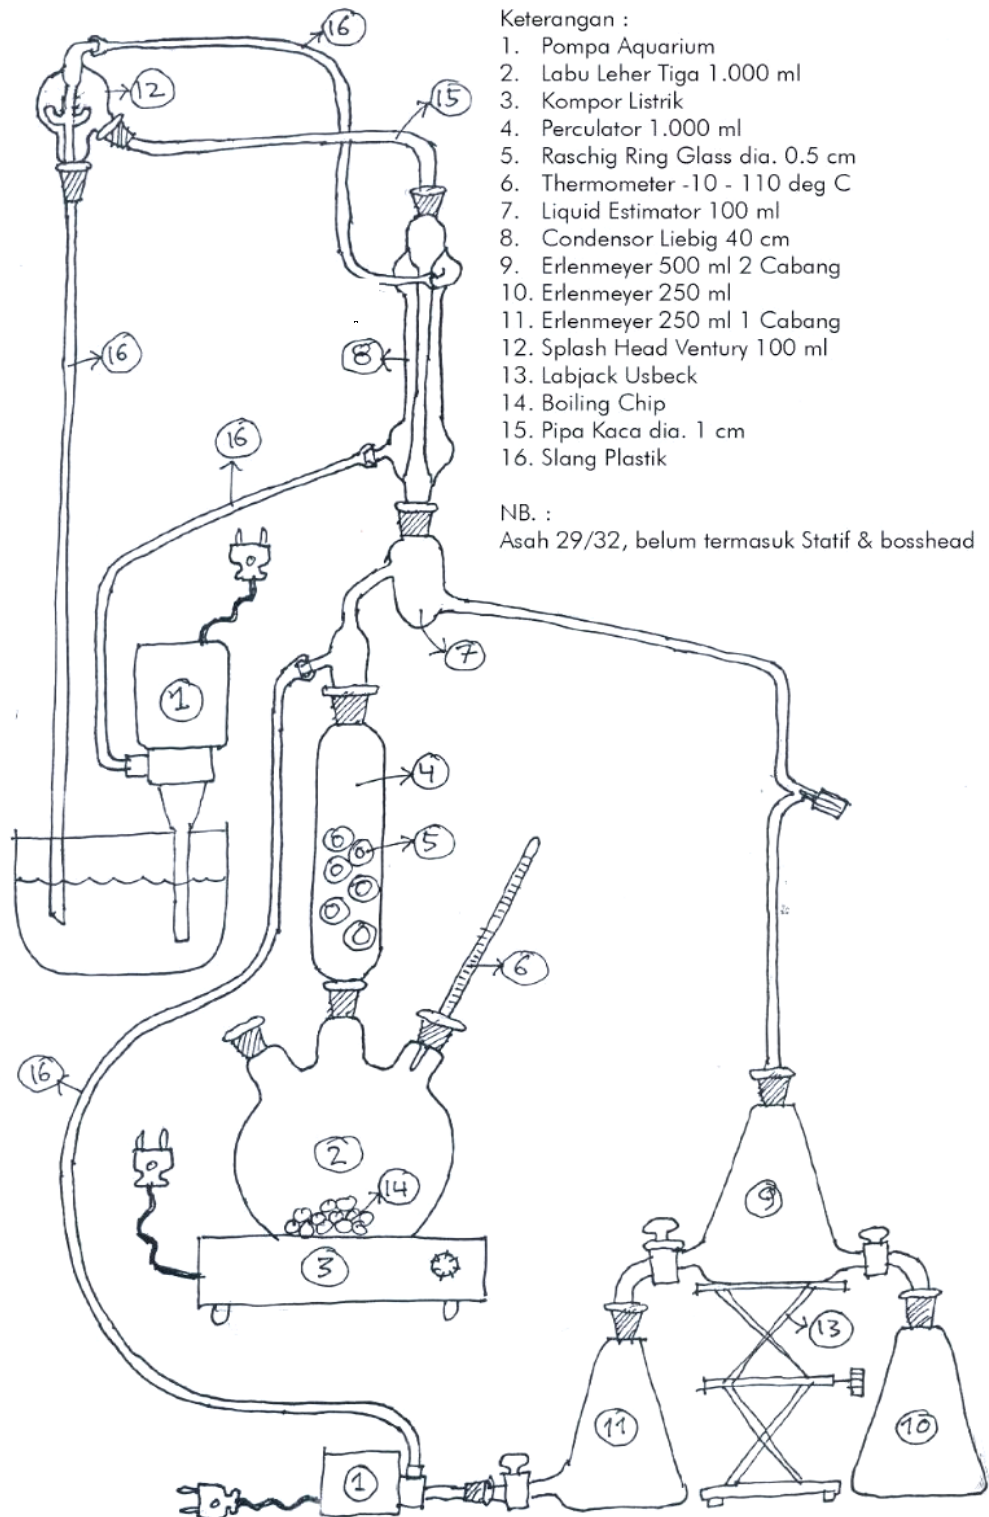 Keterangan :
1. Pompa Aquarium
2. Labu Leher Tiga 1.000 ml
3. Kompor Listrik
4. Perculator 1.000 ml
5. Raschig Ring Glass dia. 0.5 cm
6. Thermometer -10 - 110 deg C
7. Liquid Estimator 100 ml
8. Condensor Liebig 40 cm
9. Erlenmeyer 500 ml 2 Cabang
10. Erlenmeyer 250 ml
11. Erlenmeyer 250 ml 1 Cabang
12. Splash Head Ventury 100 ml
13. Labjack Usbeck
14. Boiling Chip
15. Pipa Kaca dia. 1 cm
16. Slang Plastik
NB. :
Asah 29/32, belum termasuk Statif & bosshead
16
12
15
16
8
16
7
1
4
5
6
16
2
14
9
3
13
11
10
1